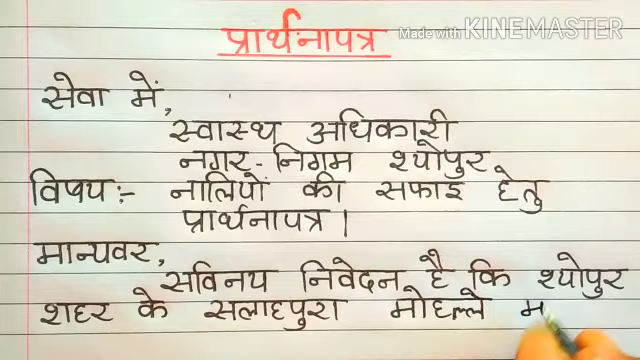 प्रार्थनापत्र
Made with KINEMASTER
सेवा में,
स्वास्थ अधिकारी
नगर-निगम श्योपुर
विषय:- नालियों की सफाइ हेतु
प्रार्थनापत्र।
मान्यवर,
सविनय निवेदन है कि श्योपुर
शहर के सलाहपुरा मोहल्ले म